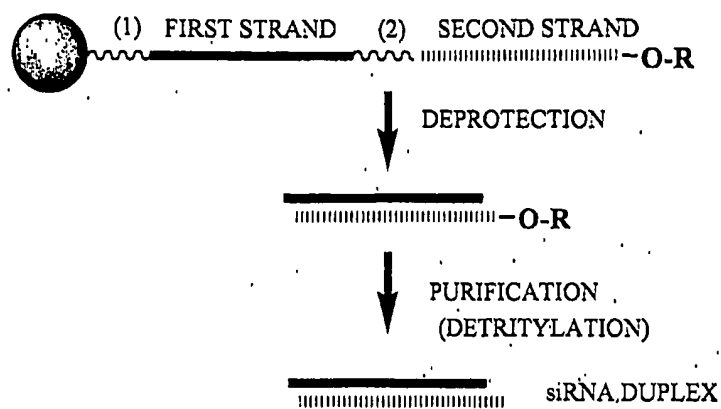 (1) FIRST STRAND (2) SECOND STRAND
-O-R
DEPROTECTION
-O-R
PURIFICATION
(DETRITYLATION)
siRNA DUPLEX